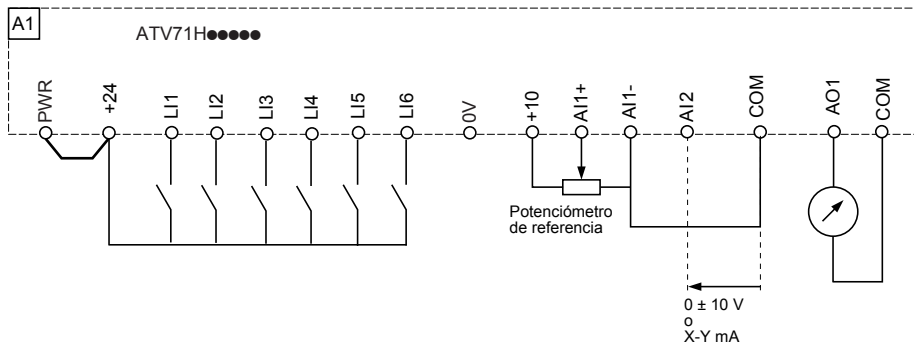 A1
ATV71H●●●●●
PWR
+24
LI1
LI2
LI3
LI4
LI5
LI6
0V
+10
AI1+
AI1-
AI2
COM
AO1
COM
Potenciómetro
de referencia
0 ± 10 V
o
X-Y mA